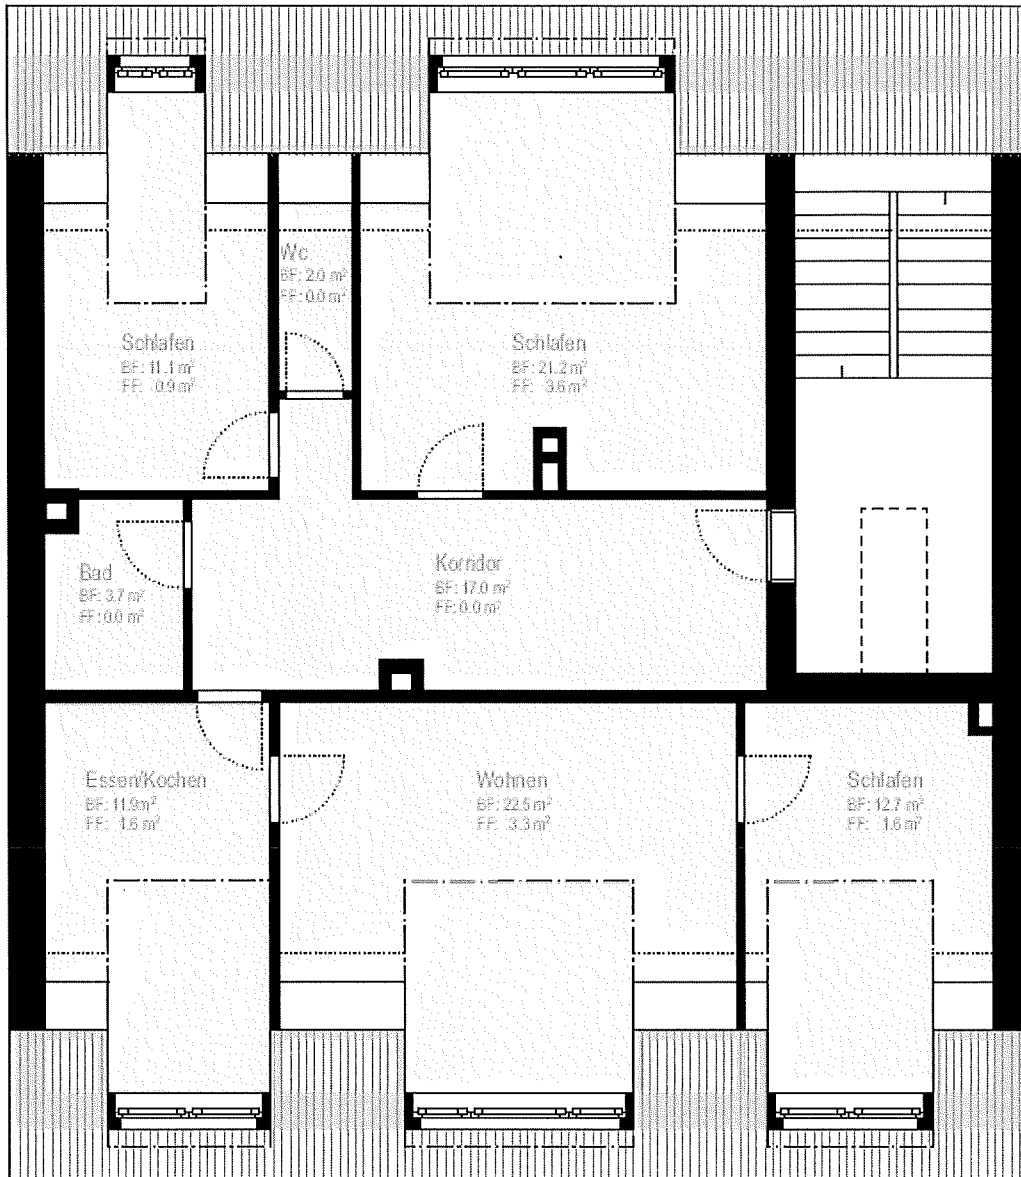 Wc
BF: 2.0 m²
FF: 0.0 m²
Schlafen
BF: 11.1 m²
FF: 0.9 m²
Schlafen
BF: 21.2 m²
FF: 3.6 m²
Korridor
BF: 17.0 m²
FF: 0.0 m²
Bad
BF: 3.7 m²
FF: 0.0 m²
Essen/Kochen
BF: 11.9 m²
FF: 1.6 m²
Wohnen
BF: 22.5 m²
FF: 3.3 m²
Schlafen
BF: 12.7 m²
FF: 1.6 m²